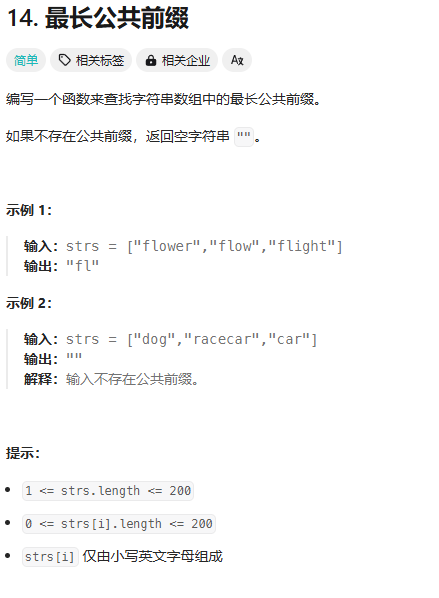 14. 最长公共前缀
简单 相关标签 相关企业 Aあ
编写一个函数来查找字符串数组中的最长公共前缀。
如果不存在公共前缀，返回空字符串 ""。
示例 1：
输入：strs = ["flower","flow","flight"]
输出："fl"
示例 2：
输入：strs = ["dog","racecar","car"]
输出：""
解释：输入不存在公共前缀。
提示：
1 <= strs.length <= 200
0 <= strs[i].length <= 200
strs[i] 仅由小写英文字母组成